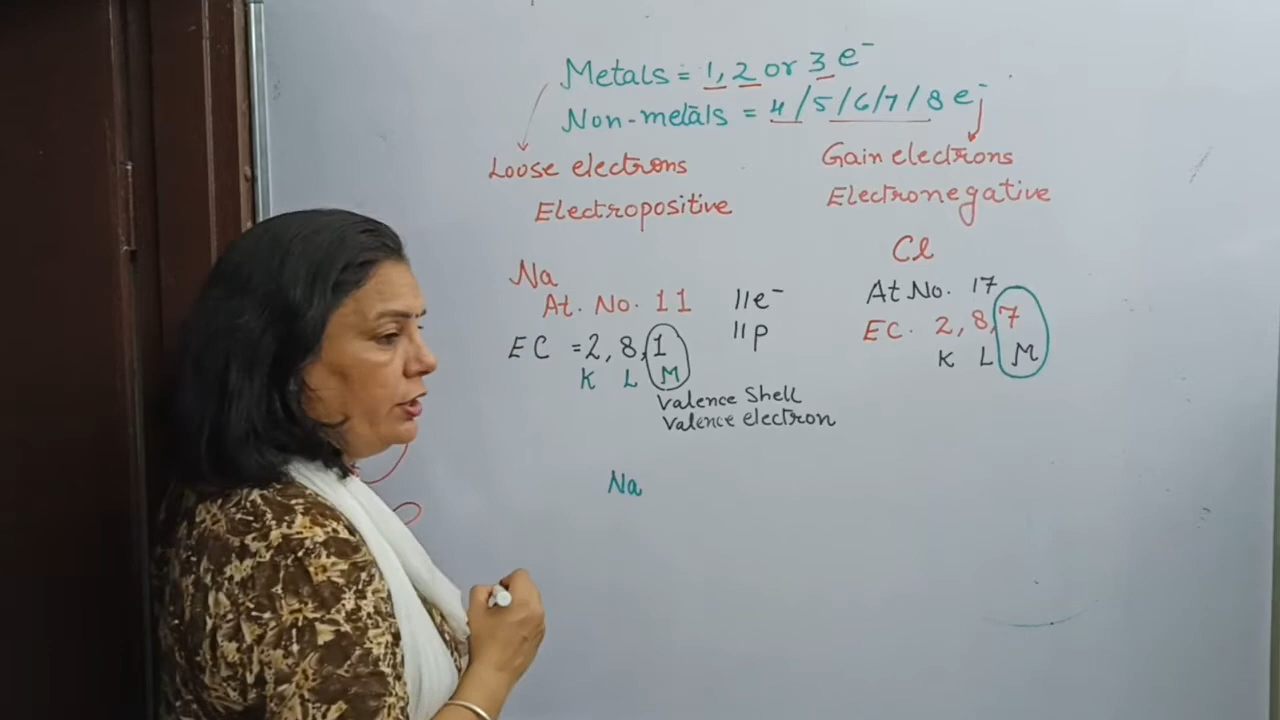 Metals = 1, 2 or 3 e⁻
Non-metals = 4/5/6/7/8 e⁻
Loose electrons
Electropositive
Gain electrons
Electronegative
Na
At. No. 11
11e⁻
11p
EC = 2, 8, 1
K L M
Valence Shell
Valence electron
Cl
At No. 17
EC. 2, 8, 7
K L M
Na